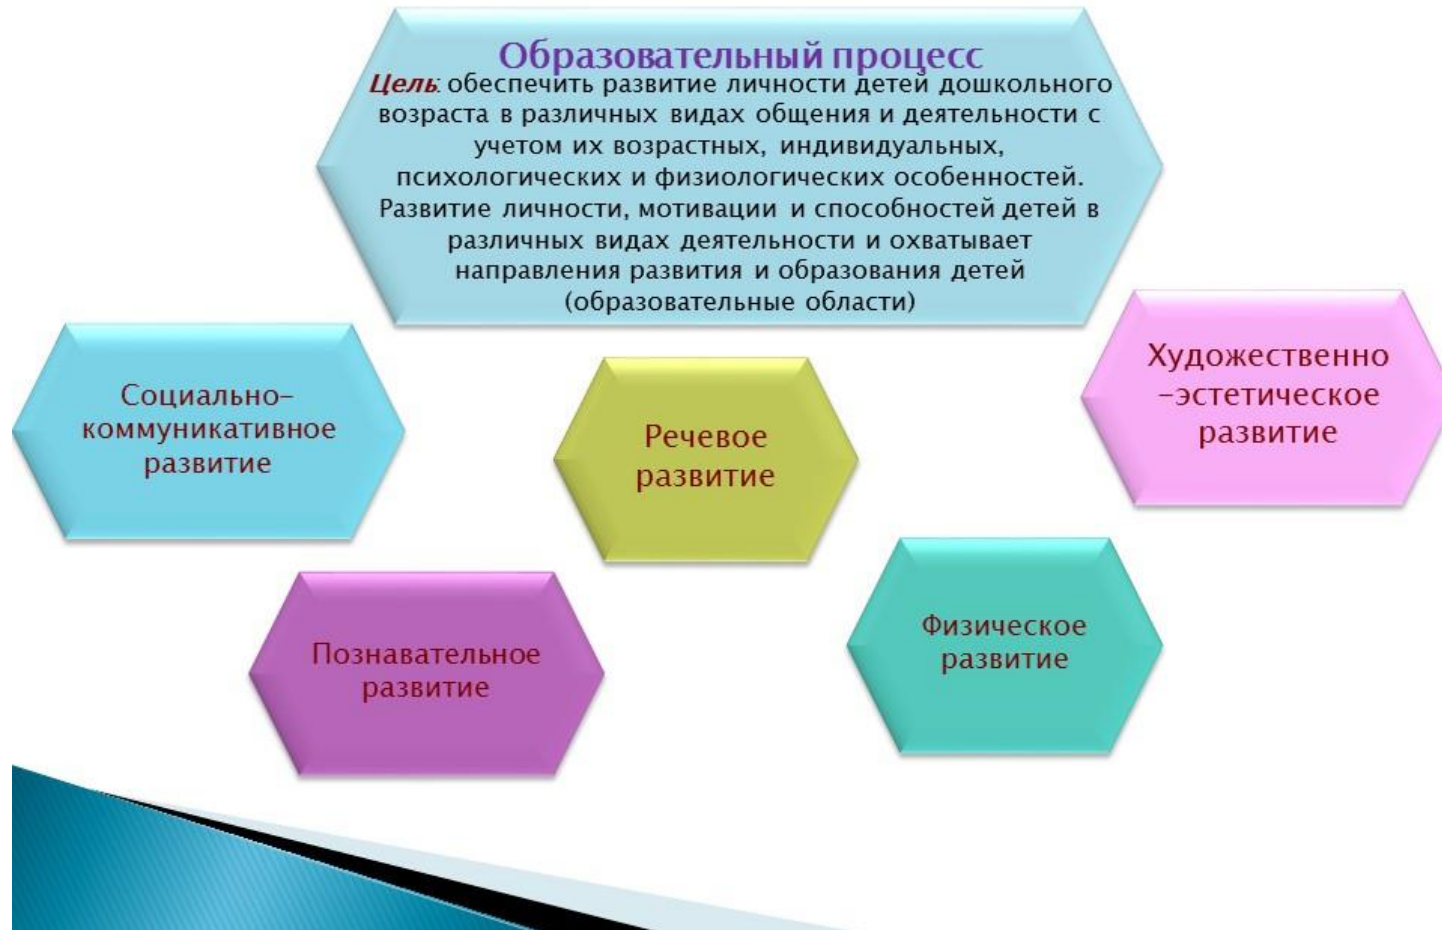 Образовательный процесс
Цель: обеспечить развитие личности детей дошкольного
возраста в различных видах общения и деятельности с
учетом их возрастных, индивидуальных,
психологических и физиологических особенностей.
Развитие личности, мотивации и способностей детей в
различных видах деятельности и охватывает
направления развития и образования детей
(образовательные области)
Социально-
коммуникативное
развитие
Речевое
развитие
Художественно
-эстетическое
развитие
Познавательное
развитие
Физическое
развитие